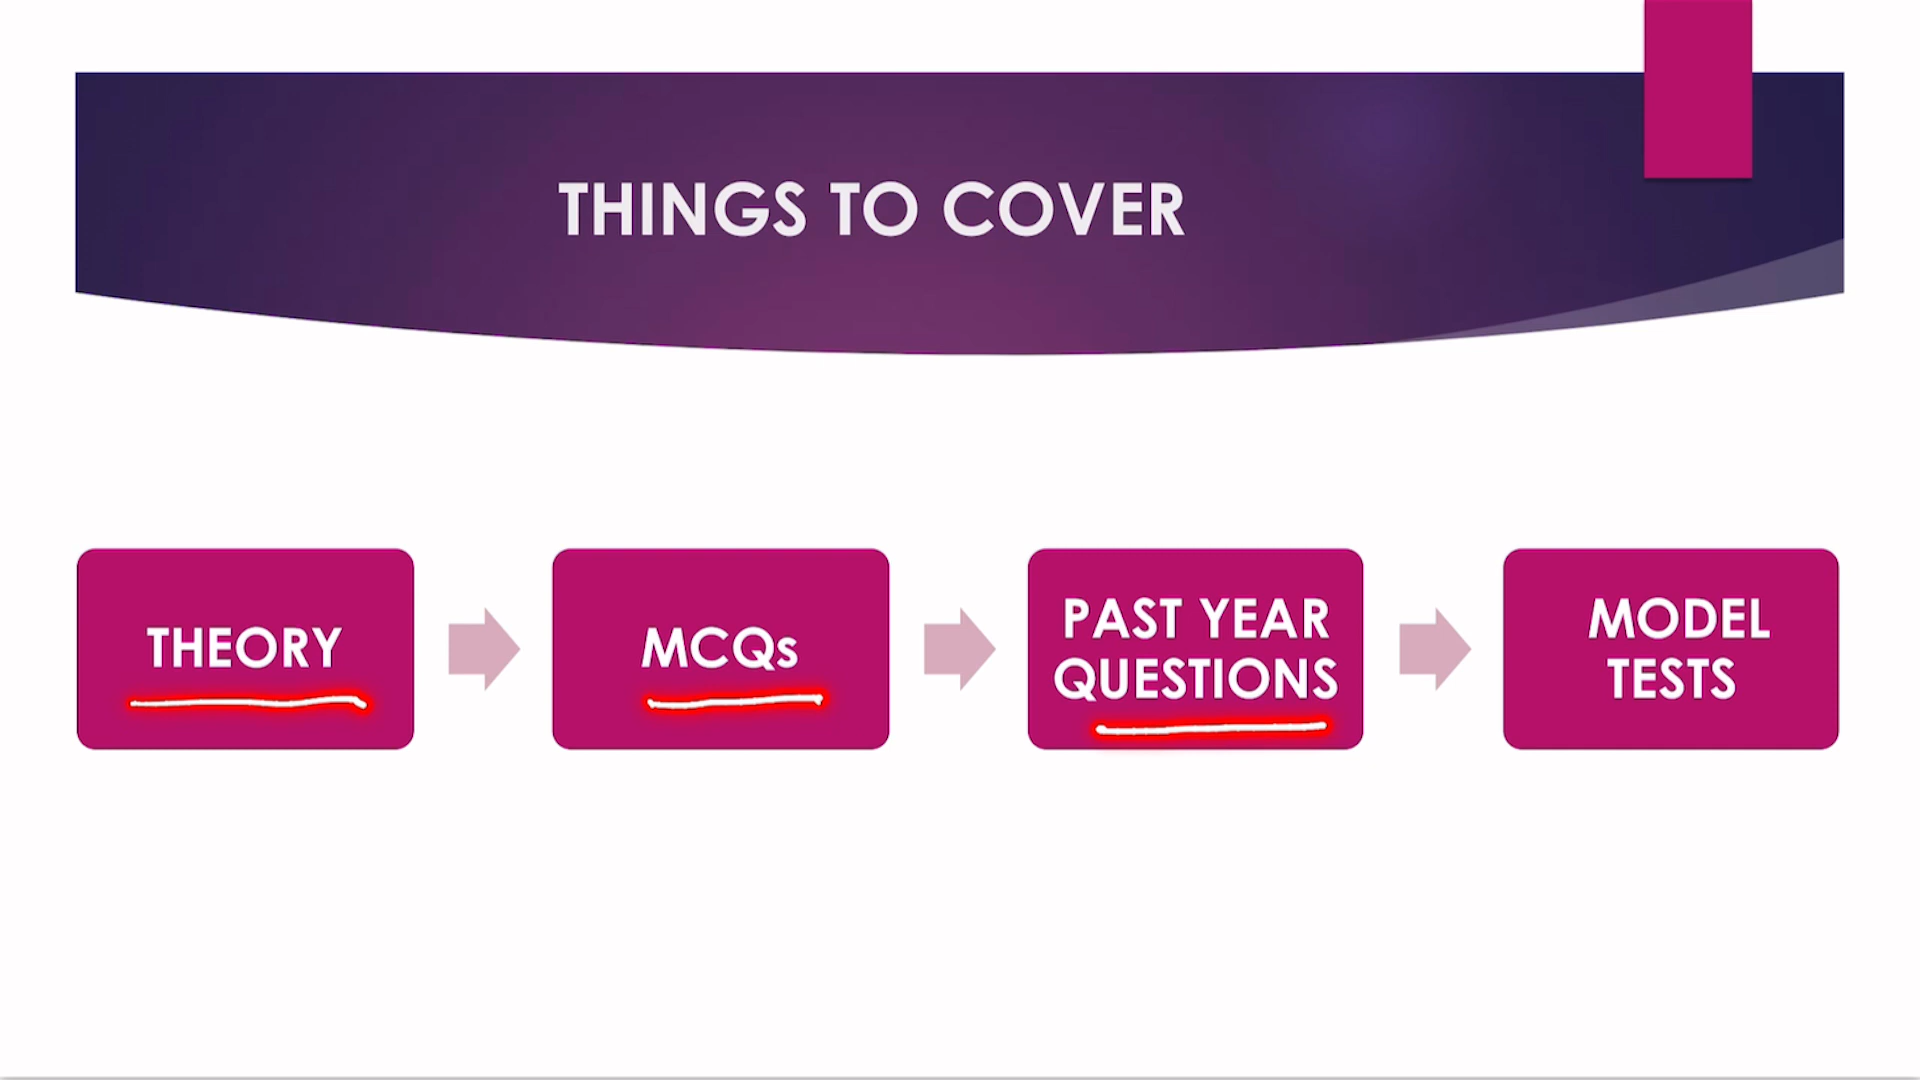 THINGS TO COVER
THEORY
MCQs
PAST YEAR
QUESTIONS
MODEL
TESTS